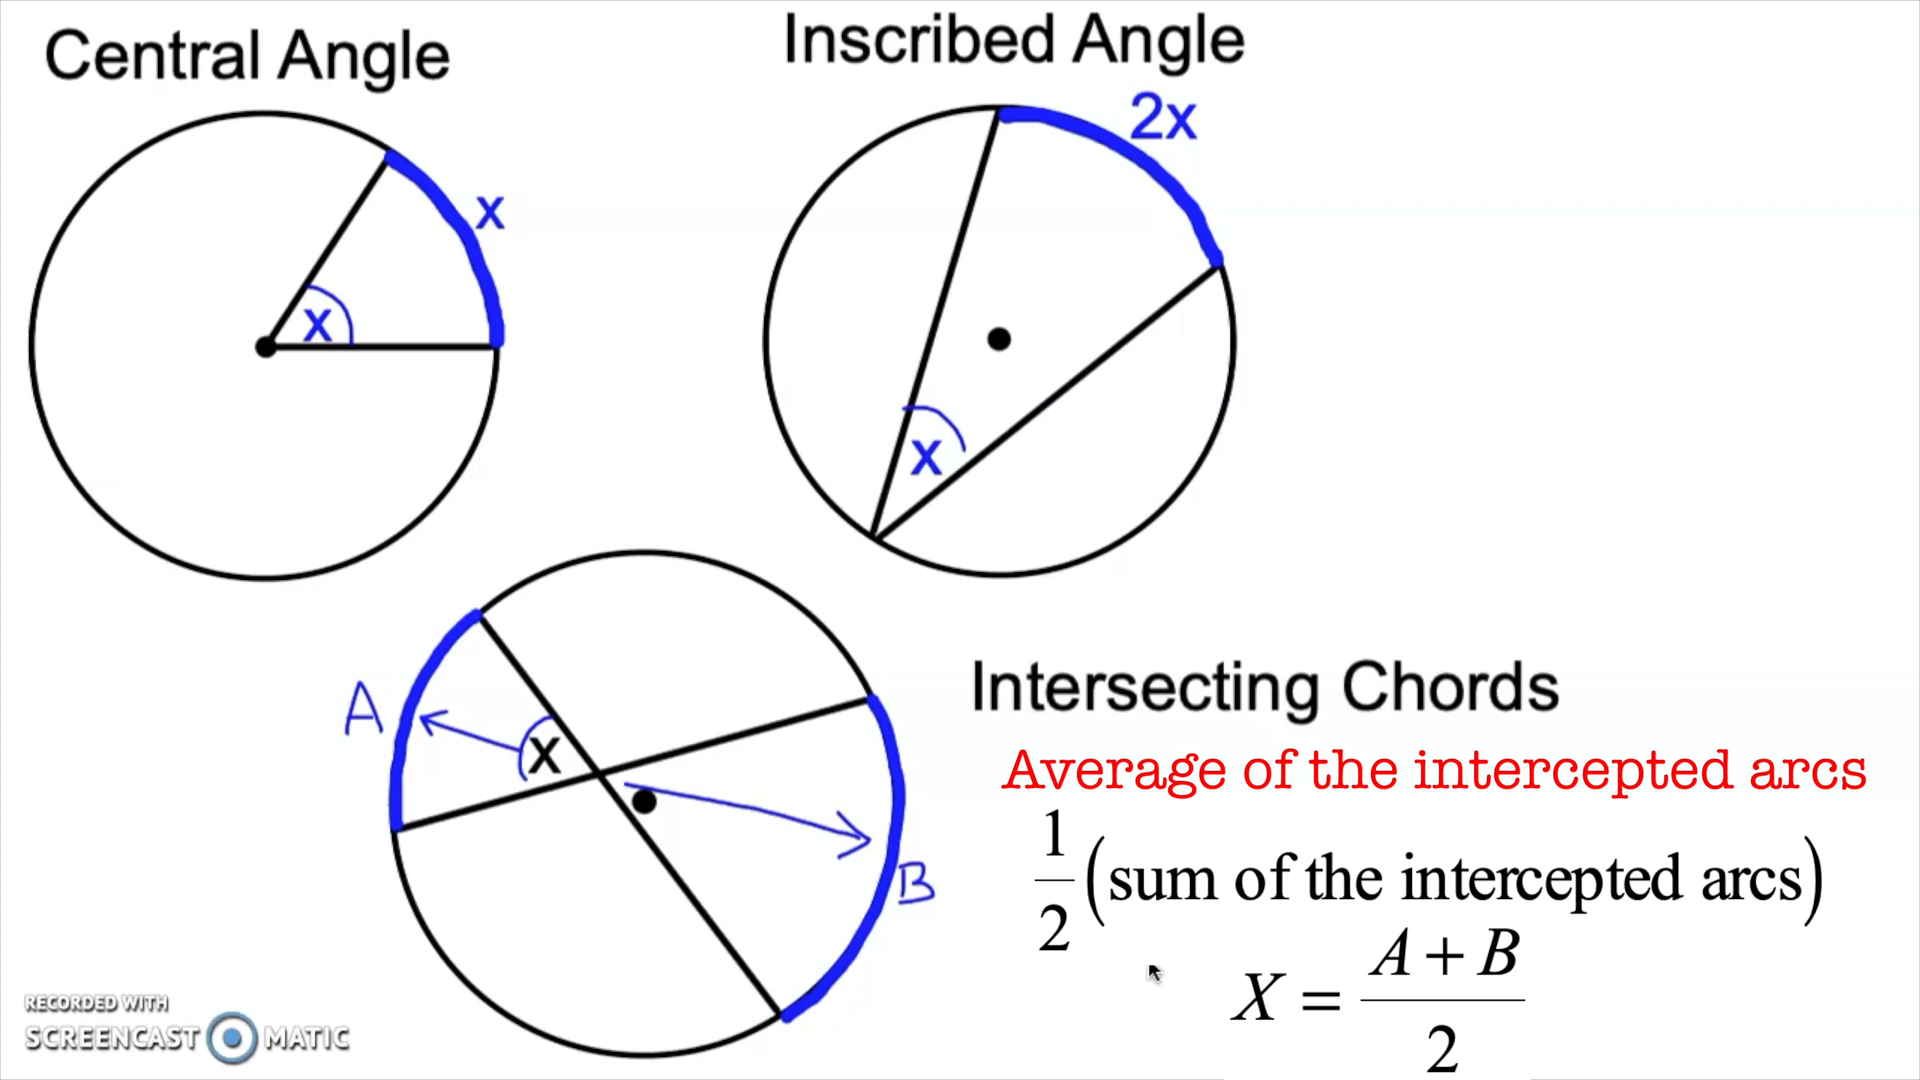 Central Angle
Inscribed Angle
2x
x
x
x
A
x
B
Intersecting Chords
Average of the intercepted arcs
1/2 (sum of the intercepted arcs)
X = A + B / 2
RECORDED WITH
SCREENCAST MATIC